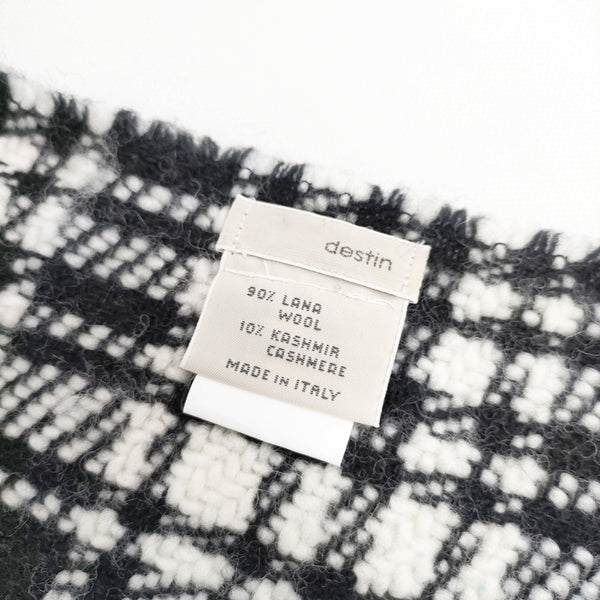 destin
90% LANA
WOOL
10% KASHMIR
CASHMERE
MADE IN ITALY